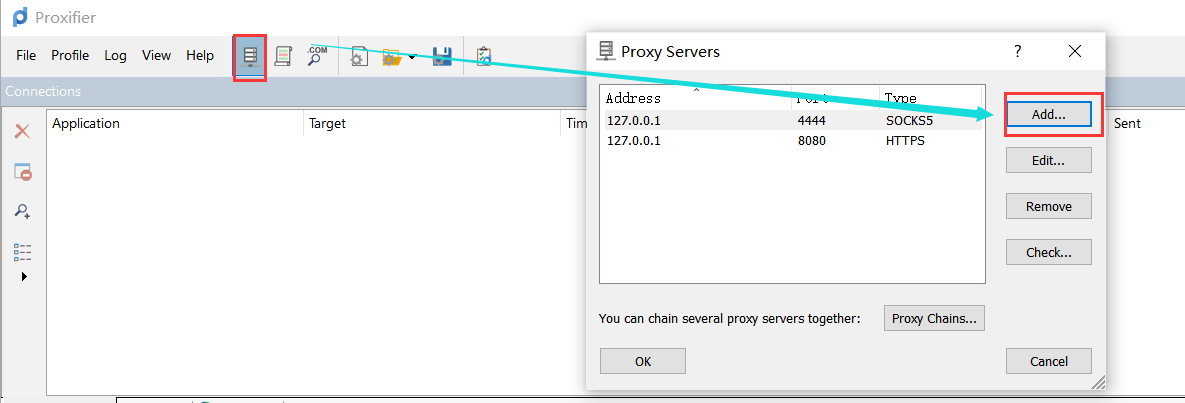 Proxifier
File Profile Log View Help
.COM
Connections
Application Target Tim Sent
Proxy Servers
?
Address Port Type
127.0.0.1 4444 SOCKS5
127.0.0.1 8080 HTTPS
Add...
Edit...
Remove
Check...
You can chain several proxy servers together: Proxy Chains...
OK Cancel